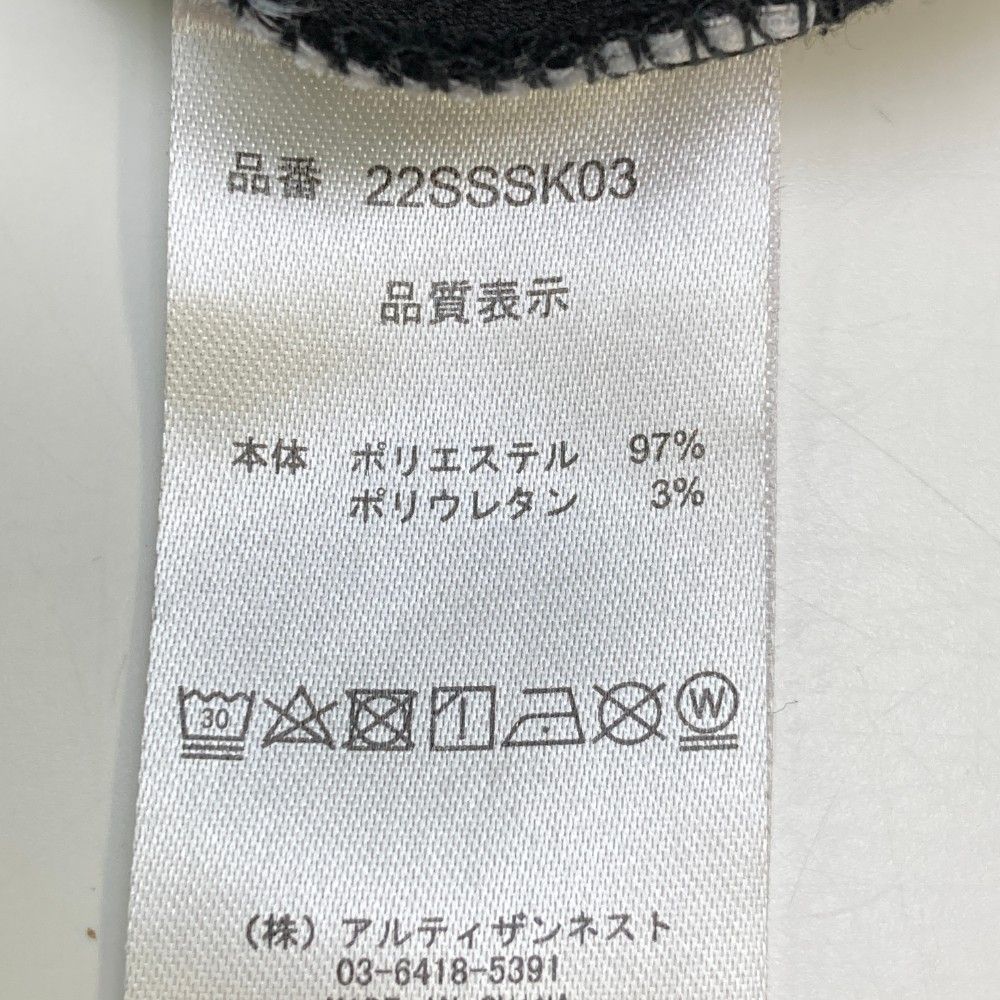 品番 22SSSK03
品質表示
本体 ポリエステル 97%
ポリウレタン 3%
30 W
(株) アルティザンネスト
03-6418-5391